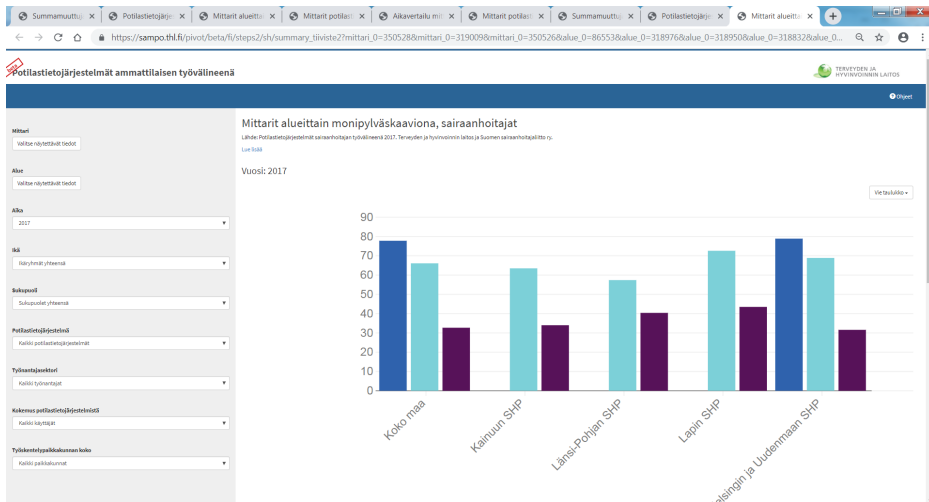 Summamuuttuj
Potilastietojärje
Mittarit alueittai
Mittarit potilast
Aikavertailu mitt
Mittarit potilast
Summamuuttuj
Potilastietojärje
Mittarit alueitta
https://sampo.thl.fi/pivot/beta/fi/steps2/sh/summary_tiiviste2?mittari_0=350528&mittari_0=319009&mittari_0=350526&alue_0=86553&alue_0=318976&alue_0=318950&alue_0=318832&alue_0...
beta
Potilastietojärjestelmät ammattilaisen työvälineenä
TERVEYDEN JA
HYVINVOINNIN LAITOS
Ohjeet
Mittari
Valitse näytettävät tiedot
Alue
Valitse näytettävät tiedot
Aika
2017
Ikä
Ikäryhmät yhteensä
Sukupuoli
Sukupuolet yhteensä
Potilastietojärjestelmä
Kaikki potilastietojärjestelmät
Työnantajasektori
Kaikki työnantajat
Kokemus potilastietojärjestelmistä
Kaikki käyttäjät
Työskentelypaikkakunnan koko
Kaikki paikkakunnat
Mittarit alueittain monipylväskaaviona, sairaanhoitajat
Lähde: Potilastietojärjestelmät sairaanhoitajan työvälineenä 2017. Terveyden ja hyvinvoinnin laitos ja Suomen sairaanhoitajaliitto ry.
Lue lisää
Vuosi: 2017
Vie taulukko
90
80
70
60
50
40
30
20
10
0
Koko maa
Kainuun SHP
Länsi-Pohjan SHP
Lapin SHP
elsingin ja Uudenmaan SHP